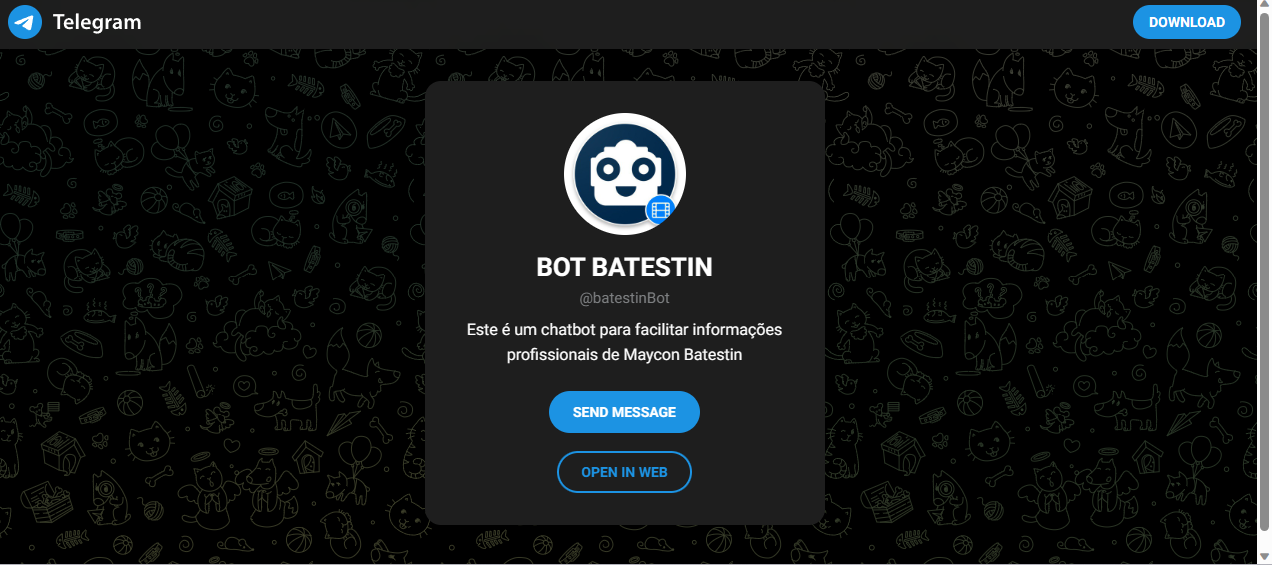 Telegram
DOWNLOAD
BOT BATESTIN
@batestinBot
Este é um chatbot para facilitar informações
profissionais de Maycon Batestin
SEND MESSAGE
OPEN IN WEB